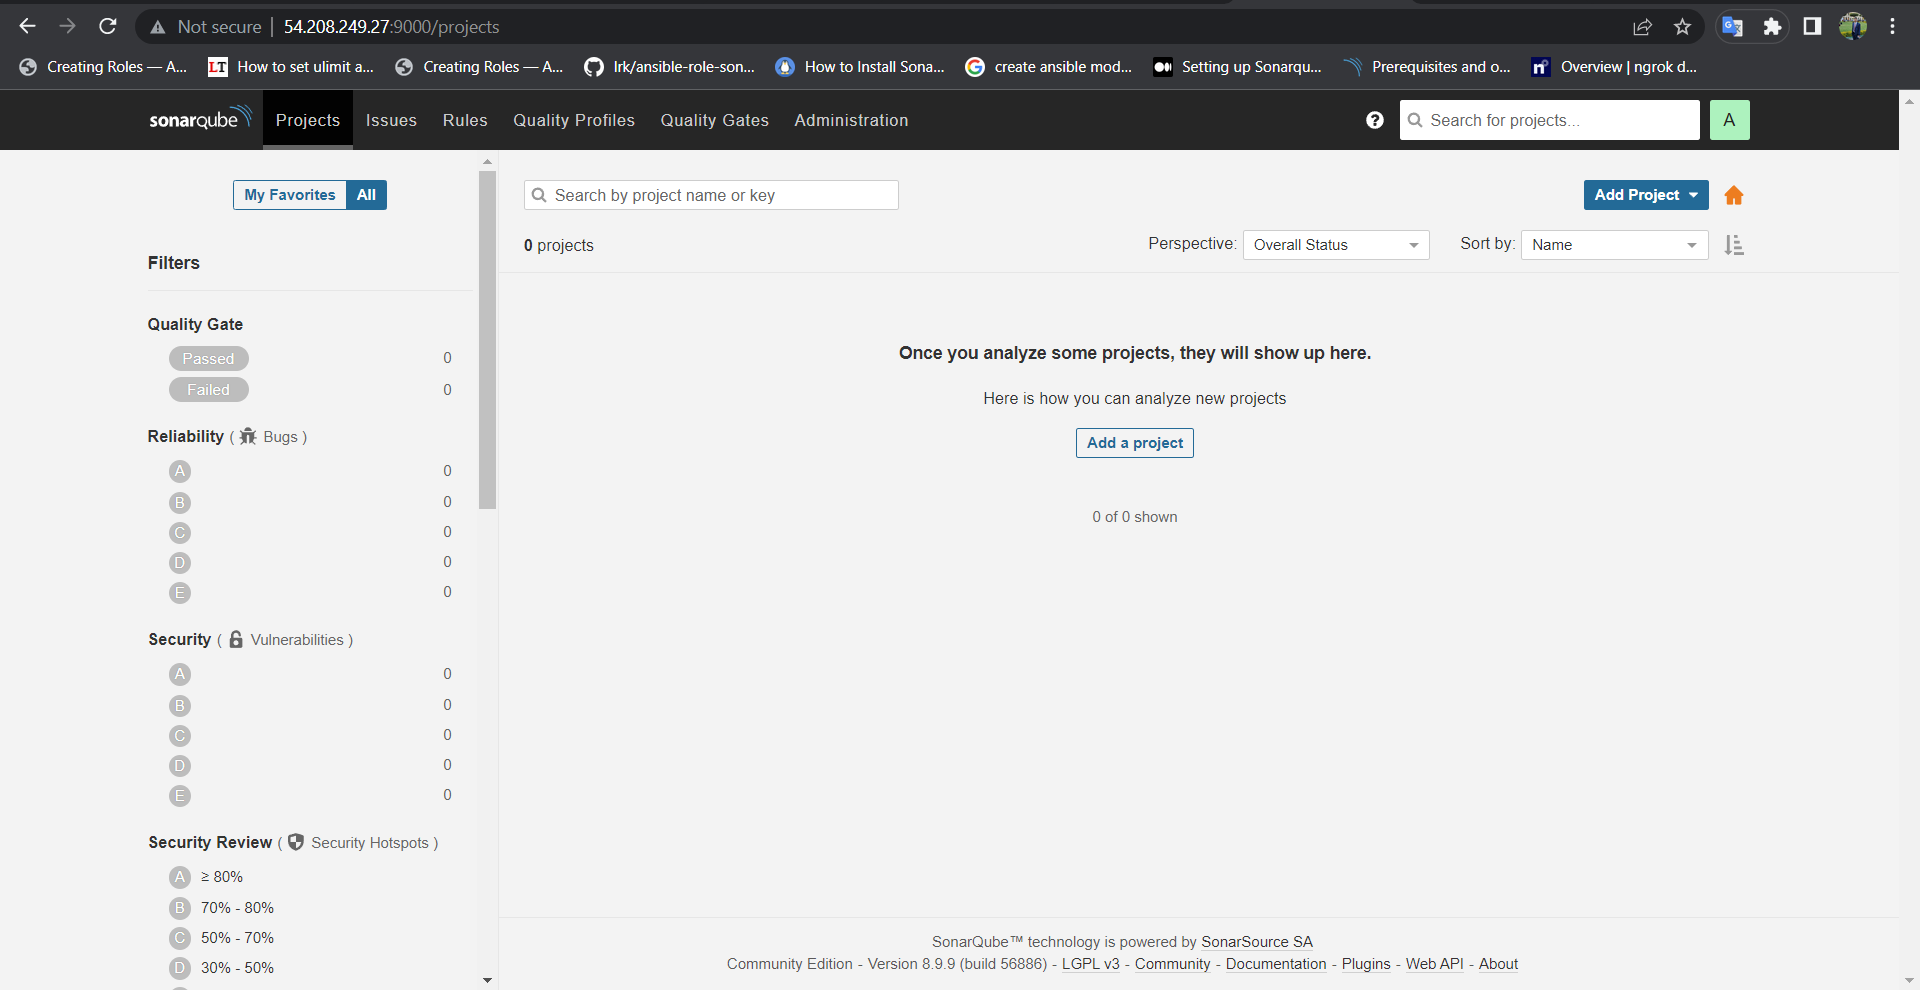 Not secure 54.208.249.27:9000/projects
Creating Roles — A... LT How to set ulimit a... Creating Roles — A... lrk/ansible-role-son... How to Install Sona... create ansible mod... Setting up Sonarqu... Prerequisites and o... Overview | ngrok d...
sonarqube Projects Issues Rules Quality Profiles Quality Gates Administration ? Search for projects... A
My Favorites All
Search by project name or key
Add Project
0 projects
Perspective: Overall Status Sort by: Name
Filters
Quality Gate
Passed 0
Failed 0
Reliability ( Bugs )
A 0
B 0
C 0
D 0
E 0
Security ( Vulnerabilities )
A 0
B 0
C 0
D 0
E 0
Security Review ( Security Hotspots )
A ≥ 80%
B 70% - 80%
C 50% - 70%
D 30% - 50%
Once you analyze some projects, they will show up here.
Here is how you can analyze new projects
Add a project
0 of 0 shown
SonarQube™ technology is powered by SonarSource SA
Community Edition - Version 8.9.9 (build 56886) - LGPL v3 - Community - Documentation - Plugins - Web API - About